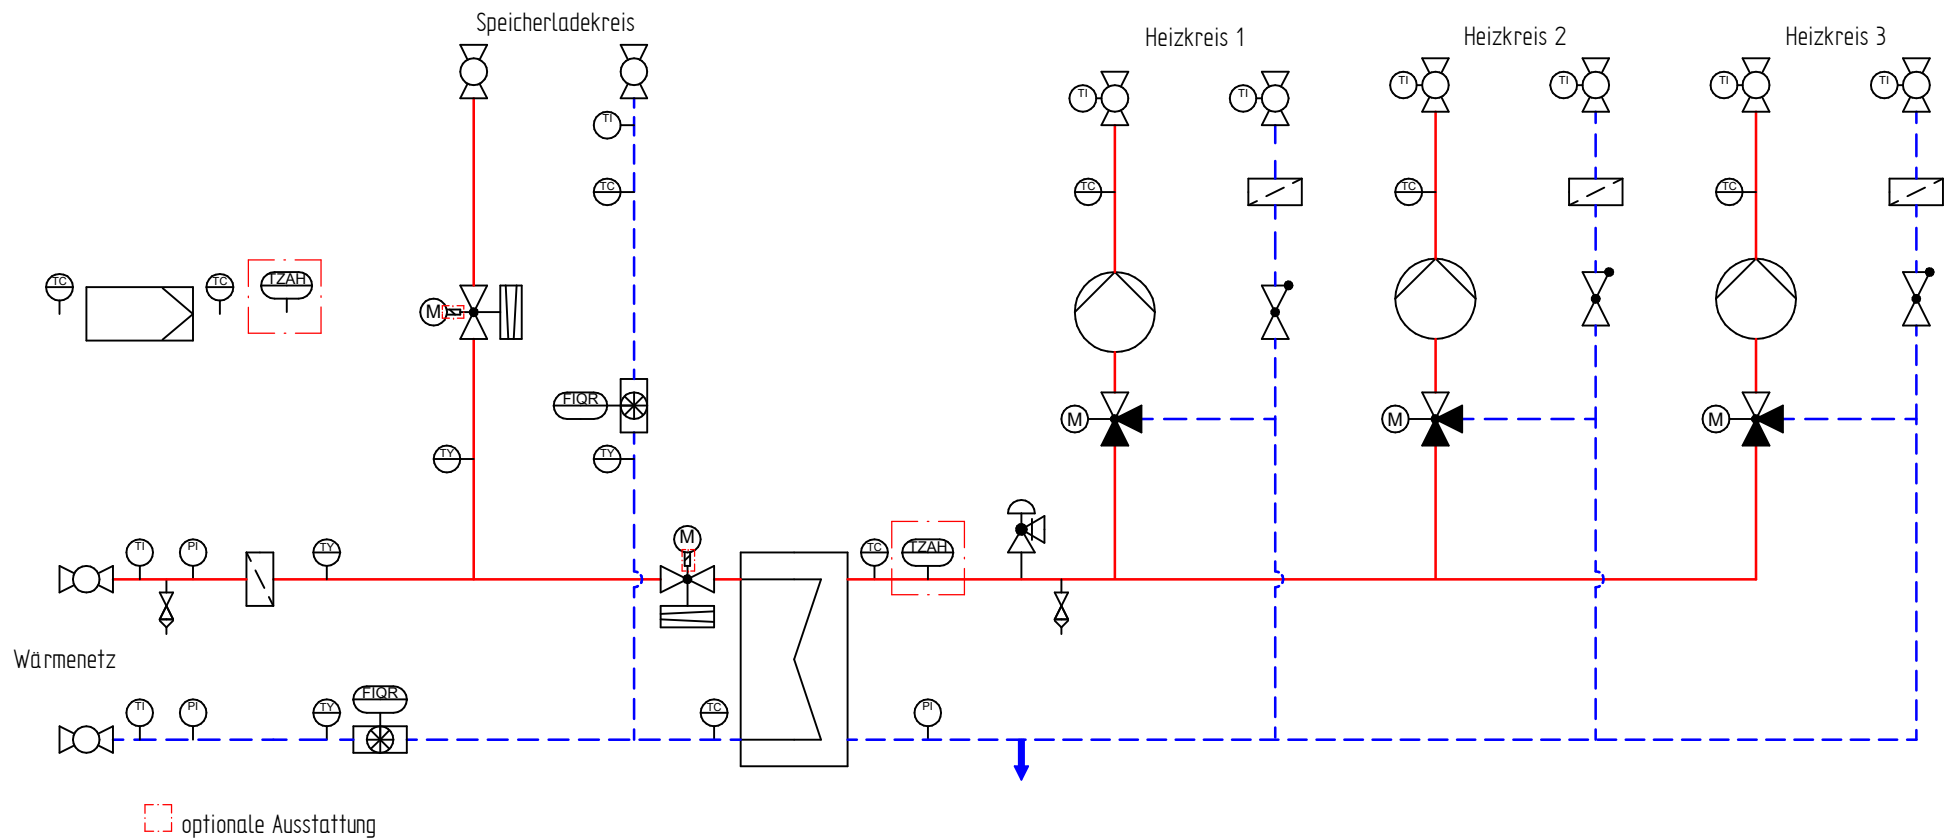 Speicherladekreis
Heizkreis 1
Heizkreis 2
Heizkreis 3
TI TI TI TI TI TI
TI
TC TC TC TC
TC TC TZAH
M
FIQR
M M M
TY TY
M
TI PI TY TC TZAH
Wärmenetz
FIQR
TI PI TY TC PI
optionale Ausstattung